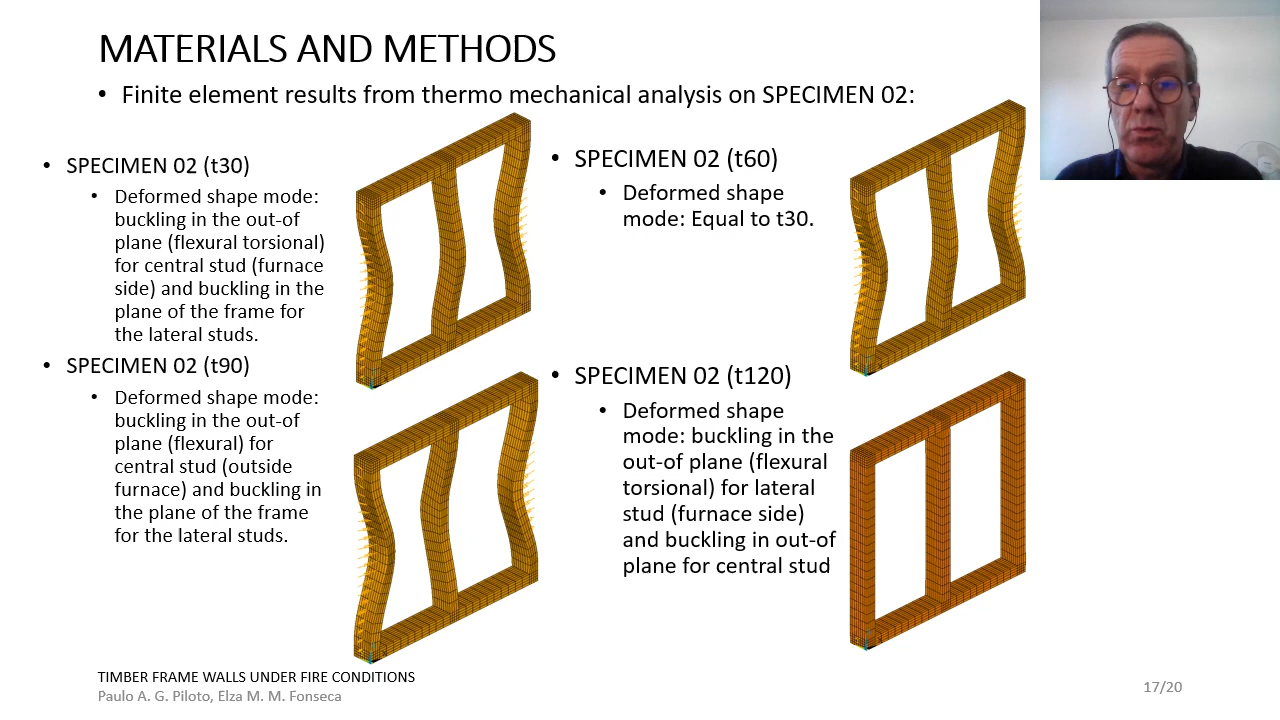 MATERIALS AND METHODS
• Finite element results from thermo mechanical analysis on SPECIMEN 02:
• SPECIMEN 02 (t30)
• Deformed shape mode:
buckling in the out-of
plane (flexural torsional)
for central stud (furnace
side) and buckling in the
plane of the frame for
the lateral studs.
• SPECIMEN 02 (t90)
• Deformed shape mode:
buckling in the out-of
plane (flexural) for
central stud (outside
furnace) and buckling in
the plane of the frame
for the lateral studs.
• SPECIMEN 02 (t60)
• Deformed shape
mode: Equal to t30.
• SPECIMEN 02 (t120)
• Deformed shape
mode: buckling in the
out-of plane (flexural
torsional) for lateral
stud (furnace side)
and buckling in out-of
plane for central stud
TIMBER FRAME WALLS UNDER FIRE CONDITIONS
Paulo A. G. Piloto, Elza M. M. Fonseca
17/20